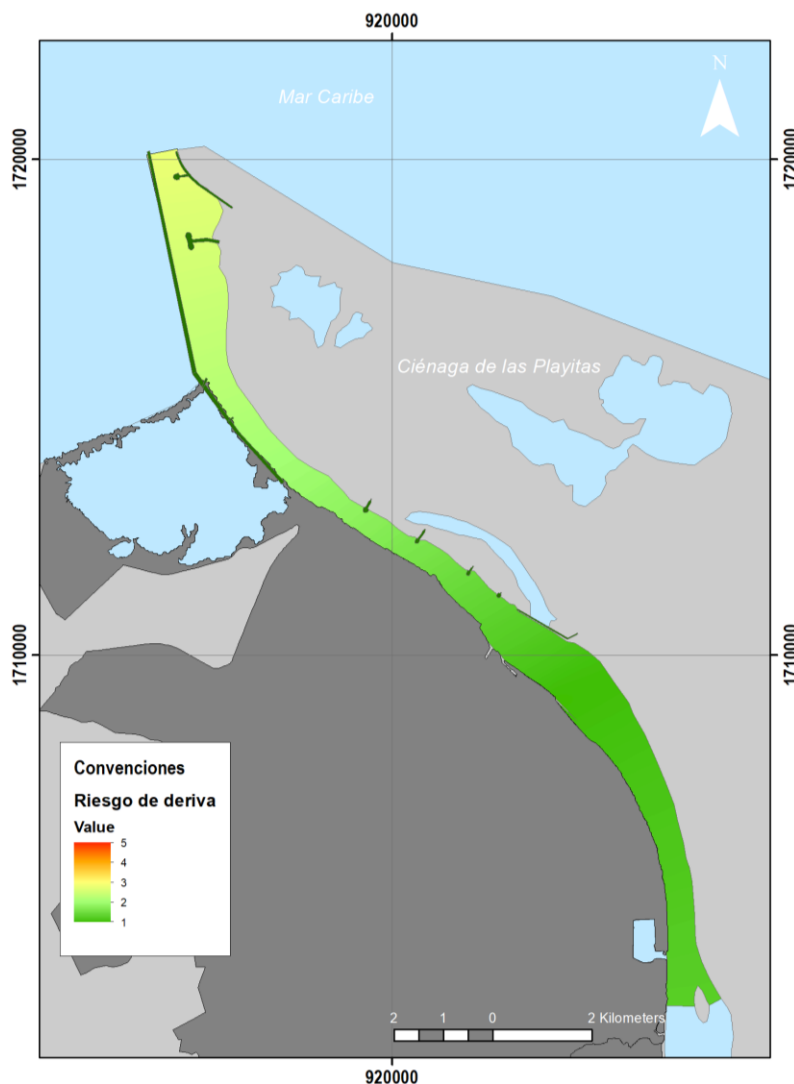 920000
Mar Caribe
N
1720000
1720000
Ciénaga de las Playitas
1710000
1710000
Convenciones
Riesgo de deriva
Value
5
4
3
2
1
2 1 0 2 Kilometers
920000